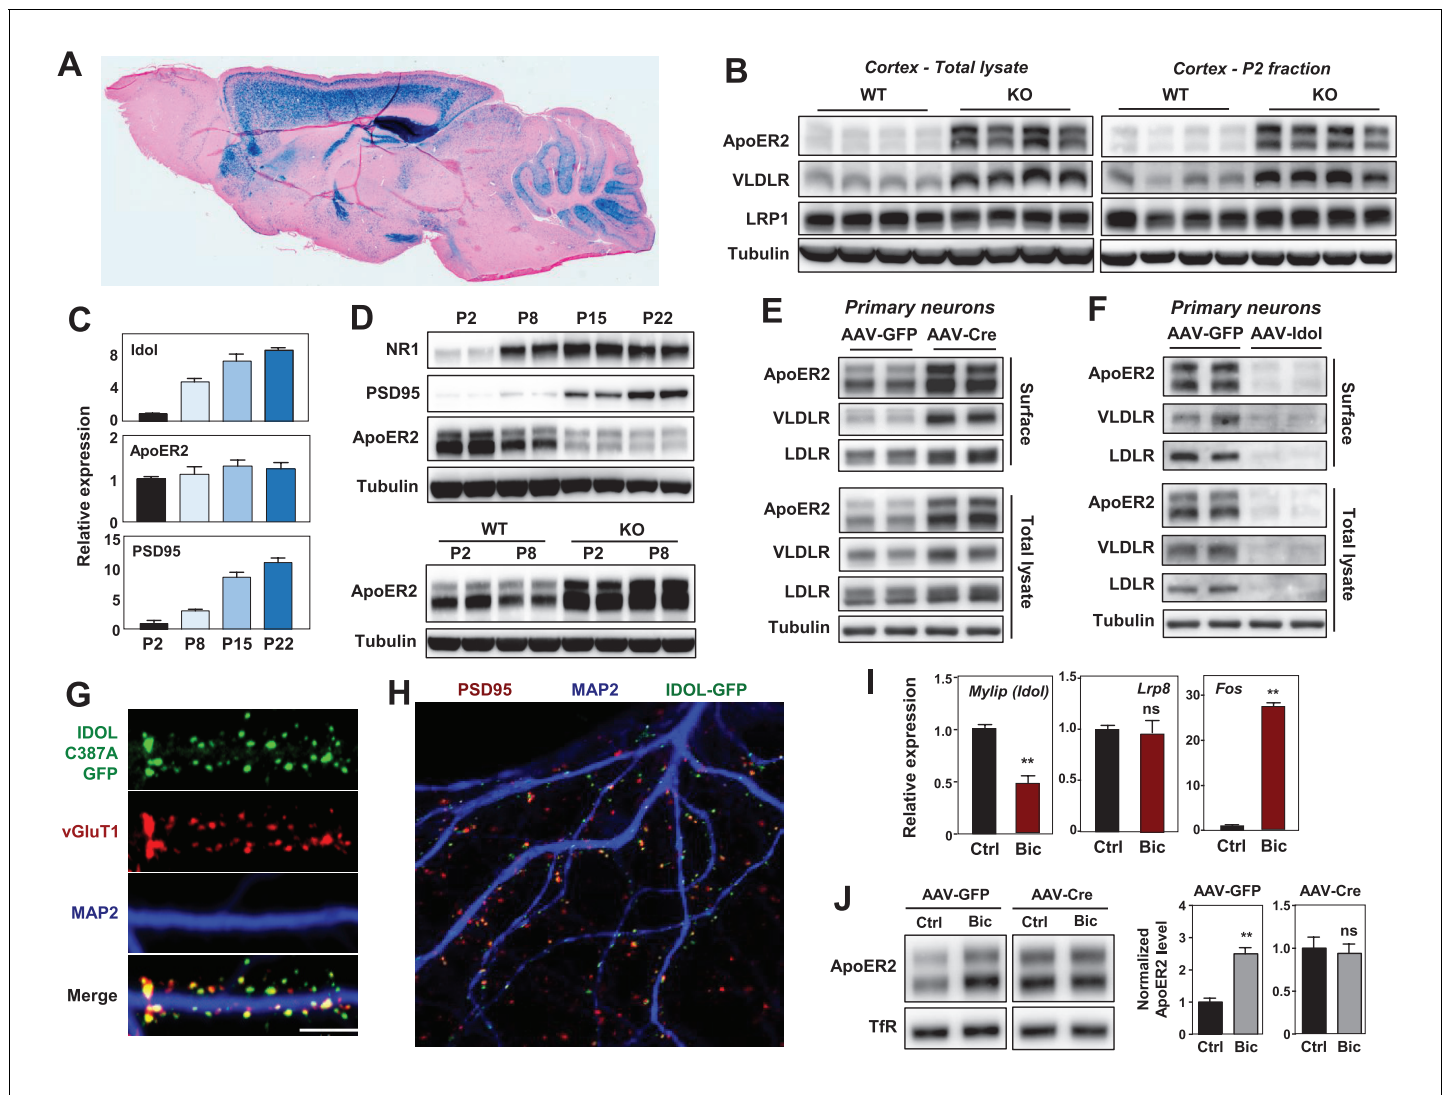 A
B
Cortex - Total lysate
Cortex - P2 fraction
WT
KO
WT
KO
ApoER2
VLDLR
LRP1
Tubulin
C
Relative expression
Idol
8
4
0
ApoER2
2
1
0
PSD95
15
10
5
0
P2 P8 P15 P22
D
P2 P8 P15 P22
NR1
PSD95
ApoER2
Tubulin
WT KO
P2 P8 P2 P8
ApoER2
Tubulin
E
Primary neurons
AAV-GFP AAV-Cre
ApoER2
VLDLR
LDLR
Surface
ApoER2
VLDLR
LDLR
Tubulin
Total lysate
F
Primary neurons
AAV-GFP AAV-Idol
ApoER2
VLDLR
LDLR
Surface
ApoER2
VLDLR
LDLR
Tubulin
Total lysate
G
IDOL
C387A
GFP
vGluT1
MAP2
Merge
H
PSD95 MAP2 IDOL-GFP
I
Relative expression
1.5
1.0
0.5
0
Mylip (Idol)
**
Ctrl Bic
1.5
1.0
0.5
0
Lrp8
ns
Ctrl Bic
30
20
10
0
Fos
**
Ctrl Bic
J
AAV-GFP AAV-Cre
Ctrl Bic Ctrl Bic
ApoER2
TfR
Normalized
ApoER2 level
AAV-GFP
4
3
2
1
0
**
Ctrl Bic
AAV-Cre
1.5
1.0
0.5
0
ns
Ctrl Bic